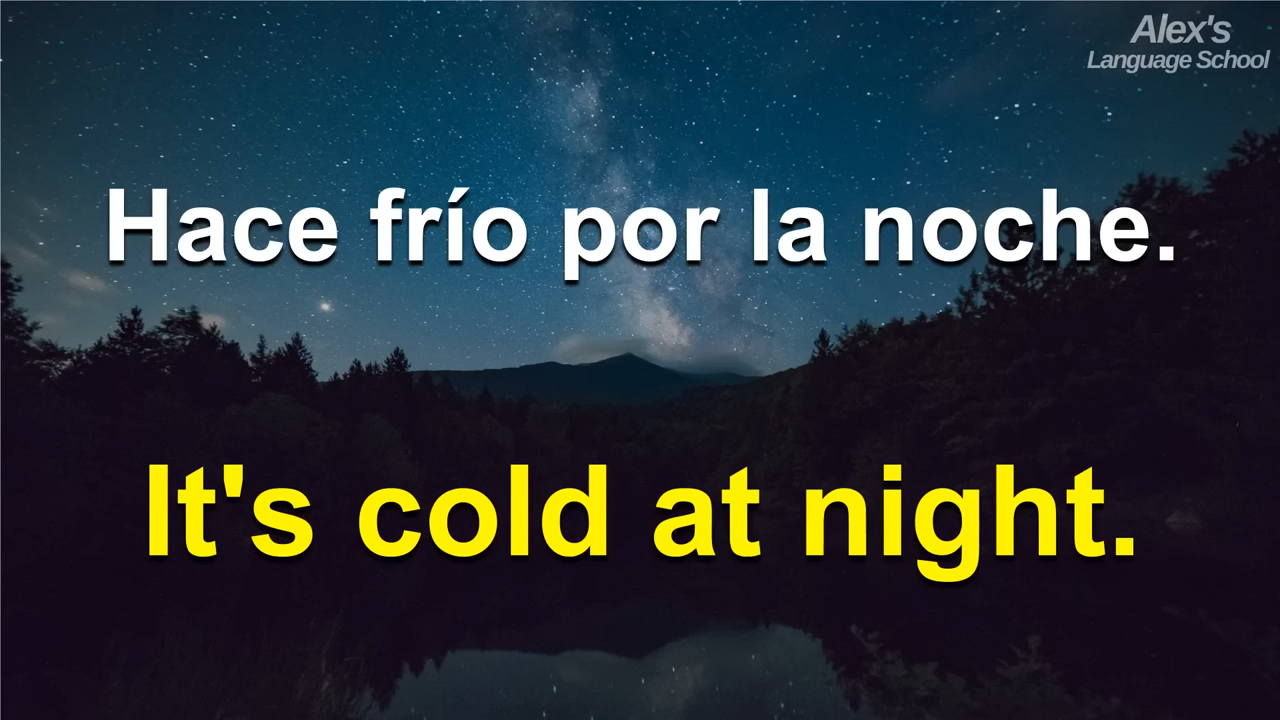 Alex's
Language School
Hace frío por la noche.
It's cold at night.